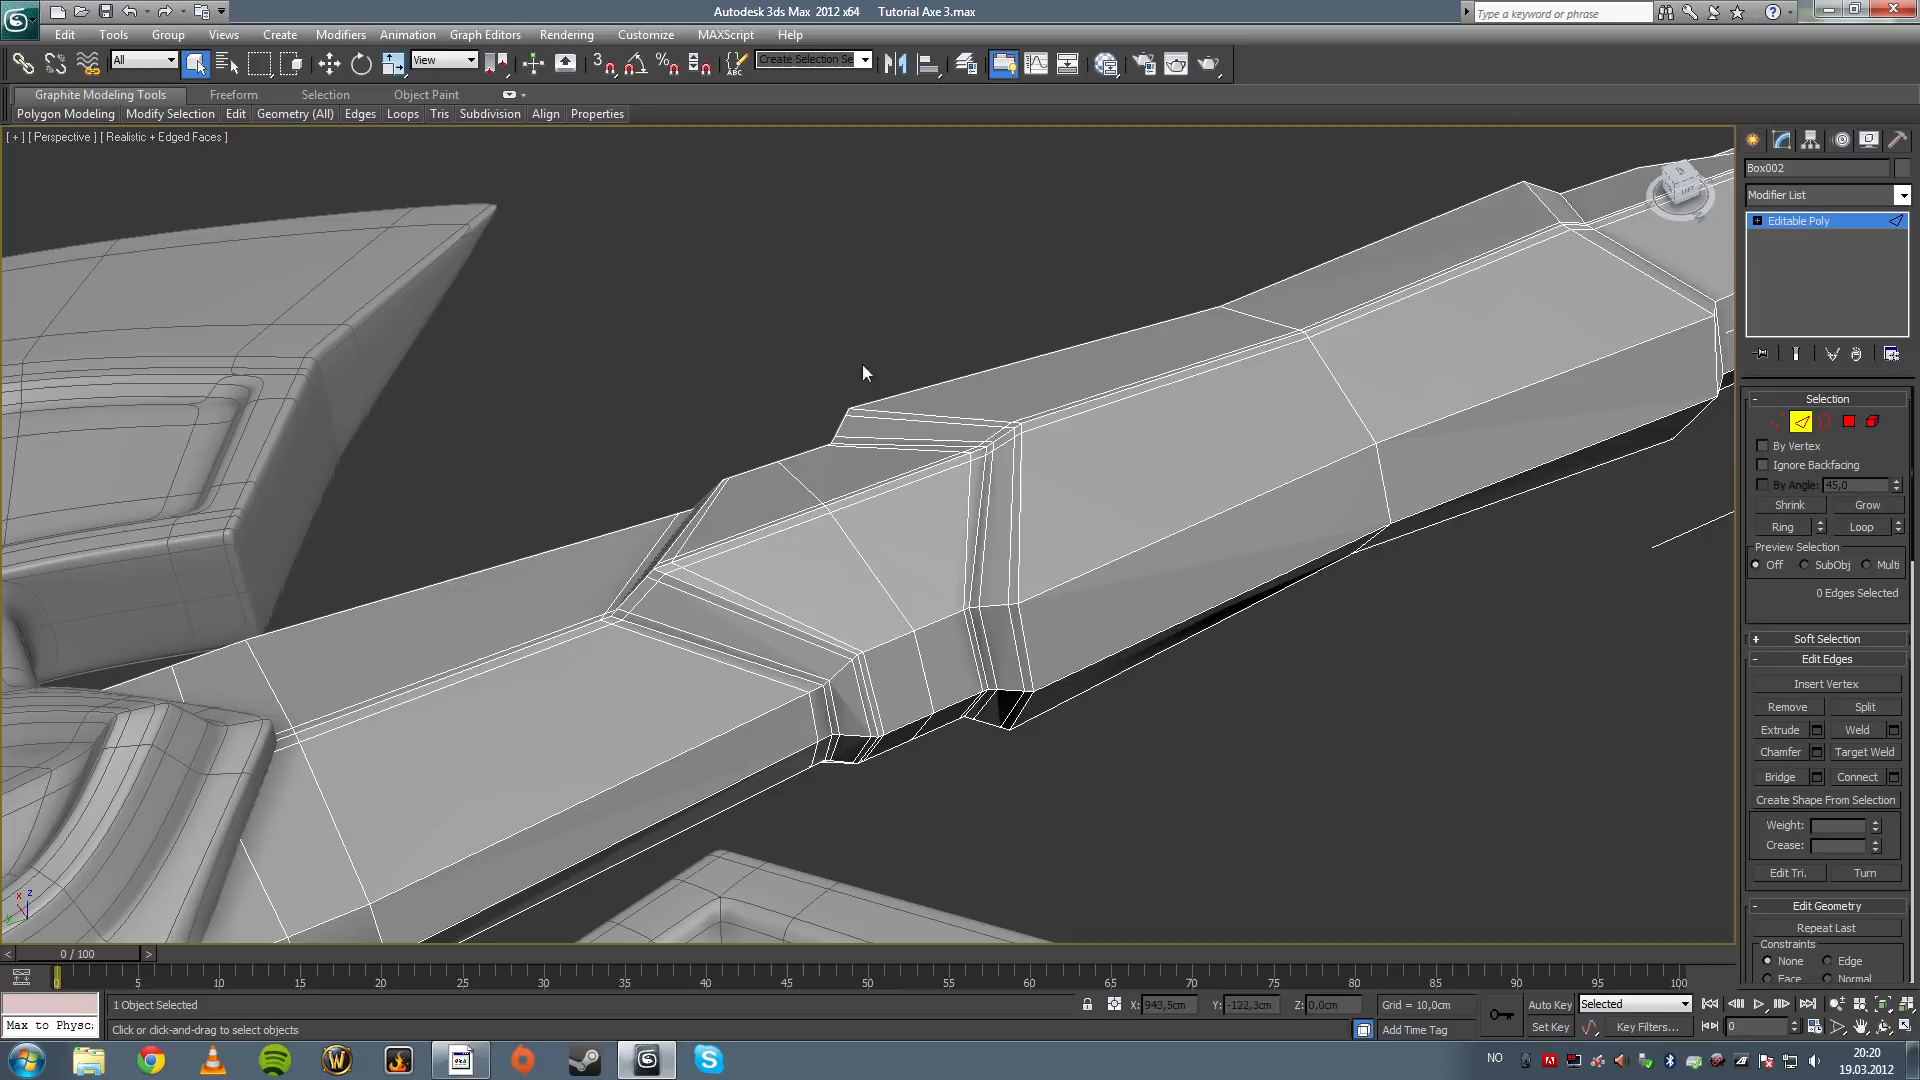 Autodesk 3ds Max 2012 x64 Tutorial Axe 3.max
Type a keyword or phrase
Edit Tools Group Views Create Modifiers Animation Graph Editors Rendering Customize MAXScript Help
All View 3 Create Selection Se
Graphite Modeling Tools Freeform Selection Object Paint
Polygon Modeling Modify Selection Edit Geometry (All) Edges Loops Tris Subdivision Align Properties
[ + ] [ Perspective ] [ Realistic + Edged Faces ]
Box002
Modifier List
Editable Poly
Selection
By Vertex
Ignore Backfacing
By Angle: 45,0
Shrink Grow
Ring Loop
Preview Selection
Off SubObj Multi
0 Edges Selected
Soft Selection
Edit Edges
Insert Vertex
Remove Split
Extrude Weld
Chamfer Target Weld
Bridge Connect
Create Shape From Selection
Weight:
Crease:
Edit Tri. Turn
Edit Geometry
Repeat Last
Constraints
None Edge
Face Normal
x z y
< 0 / 100 >
0 5 10 15 20 25 30 35 40 45 50 55 60 65 70 75 80 85 90 95 100
1 Object Selected X: 943,5cm Y: -122,3cm Z: 0,0cm Grid = 10,0cm Auto Key Selected
Max to Physc: Click or click-and-drag to select objects Add Time Tag Set Key Key Filters... 0
NO 20:20
19.03.2012